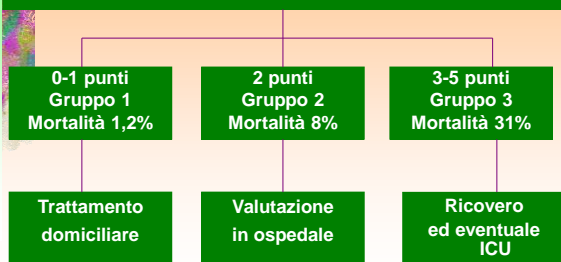 0-1 punti
Gruppo 1
Mortalità 1,2%
2 punti
Gruppo 2
Mortalità 8%
3-5 punti
Gruppo 3
Mortalità 31%
Trattamento
domiciliare
Valutazione
in ospedale
Ricovero
ed eventuale
ICU